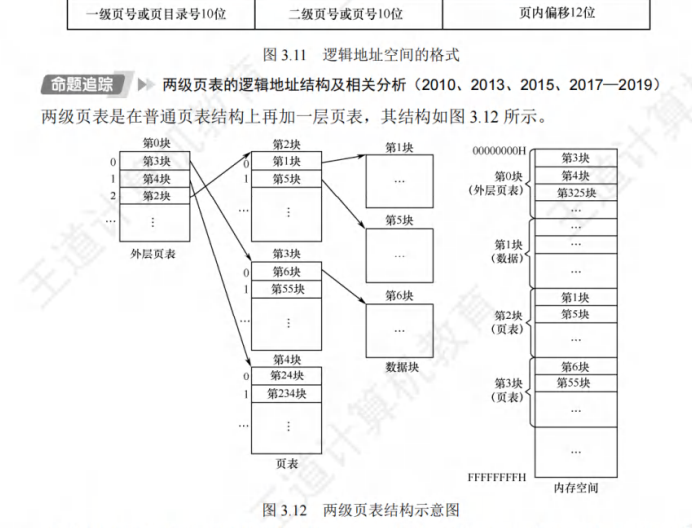 一级页号或页目录号10位 二级页号或页号10位 页内偏移12位
图 3.11 逻辑地址空间的格式
命题追踪 两级页表的逻辑地址结构及相关分析（2010、2013、2015、2017—2019）
两级页表是在普通页表结构上再加一层页表，其结构如图 3.12 所示。
第0块
0 第3块
1 第4块
2 第2块
… ⋮
外层页表
第2块
0 第1块
1 第5块
… ⋮
第3块
0 第6块
1 第55块
… ⋮
第4块
0 第24块
1 第234块
… ⋮
页表
第1块
…
第5块
…
第6块
…
数据块
00000000H
第0块
(外层页表)
第3块
第4块
第325块
…
第1块
(数据)
…
…
…
第2块
(页表)
第1块
第5块
…
第3块
(页表)
第6块
第55块
…
…
FFFFFFFFH
内存空间
图 3.12 两级页表结构示意图
王道计算机教育
王道计算机教育